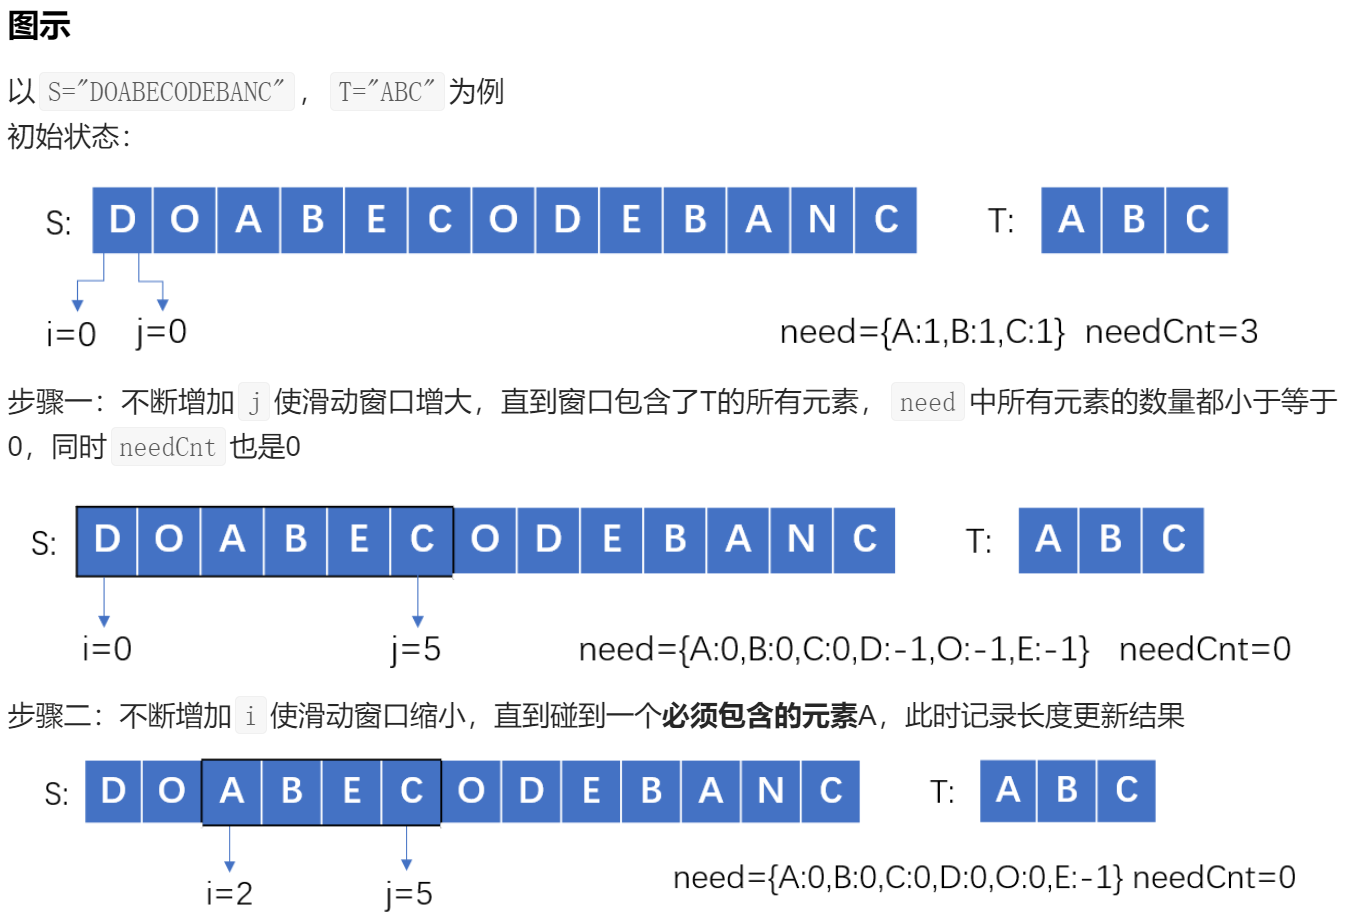 图示
以 S="DOABECODEBANC" ， T="ABC" 为例
初始状态：
S: D O A B E C O D E B A N C T: A B C
i=0 j=0 need={A:1,B:1,C:1} needCnt=3
步骤一：不断增加 j 使滑动窗口增大，直到窗口包含了T的所有元素， need 中所有元素的数量都小于等于
0，同时 needCnt 也是0
S: D O A B E C O D E B A N C T: A B C
i=0 j=5 need={A:0,B:0,C:0,D:-1,O:-1,E:-1} needCnt=0
步骤二：不断增加 i 使滑动窗口缩小，直到碰到一个必须包含的元素A，此时记录长度更新结果
S: D O A B E C O D E B A N C T: A B C
i=2 j=5 need={A:0,B:0,C:0,D:0,O:0,E:-1} needCnt=0